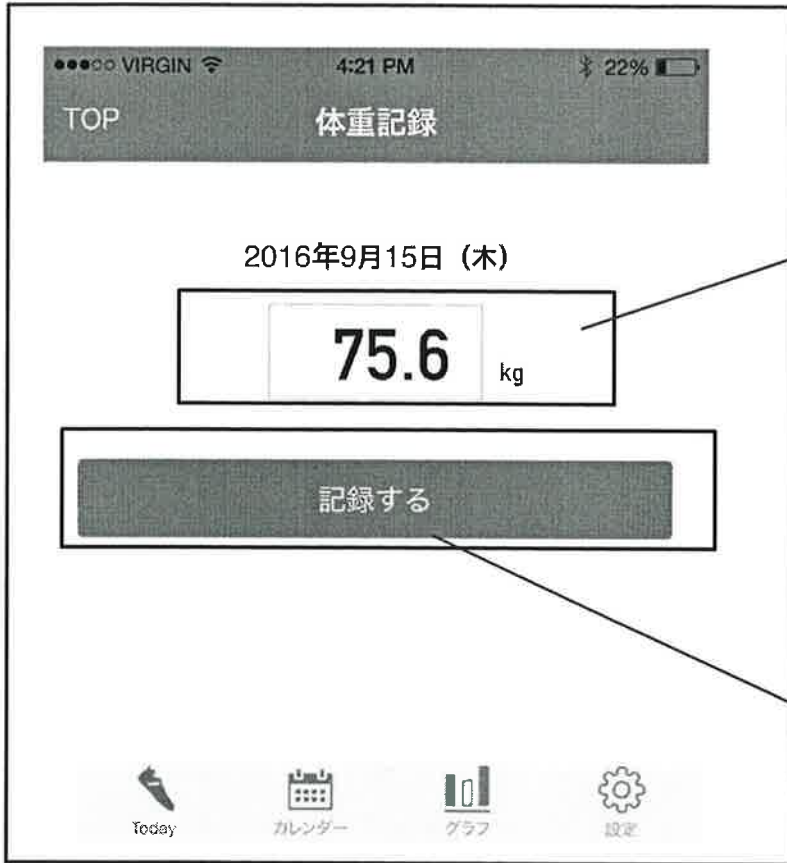 VIRGIN 4:21 PM 22%
TOP 体重記録
2016年9月15日（木）
75.6 kg
記録する
Today カレンダー グラフ 設定